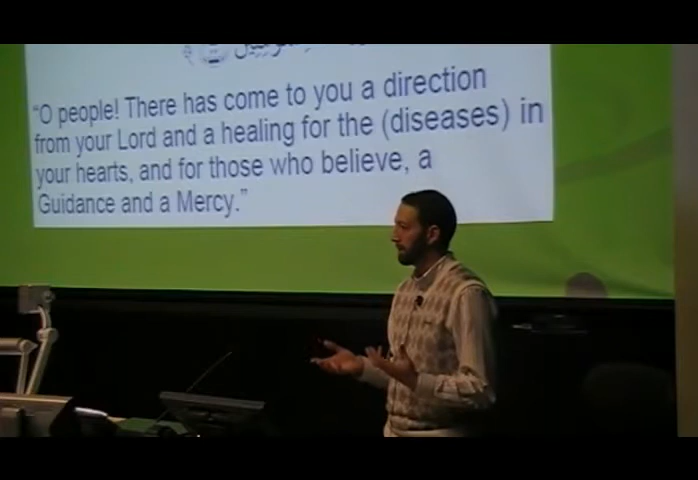 “O people! There has come to you a direction
from your Lord and a healing for the (diseases) in
your hearts, and for those who believe, a
Guidance and a Mercy.”